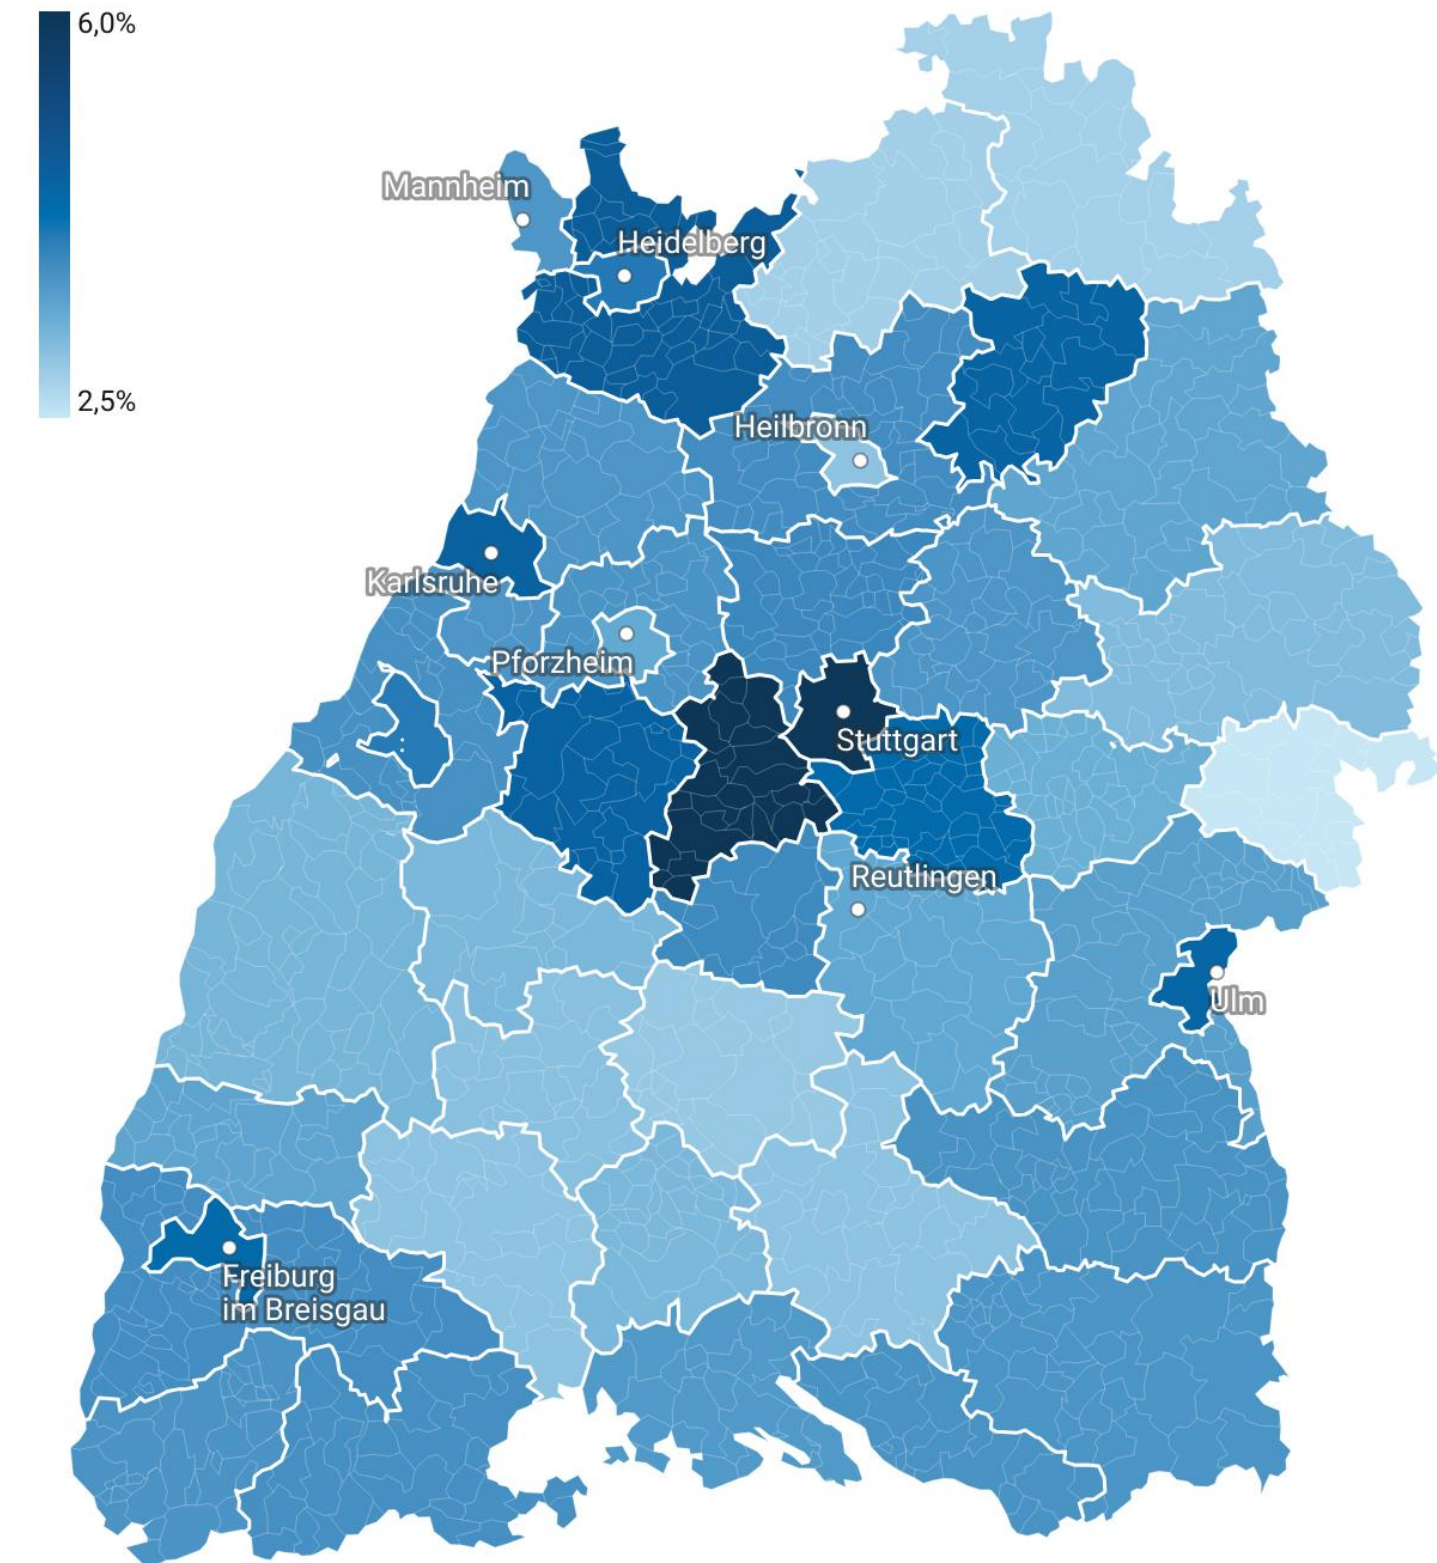 6,0%
2,5%
Mannheim
Heidelberg
Heilbronn
Karlsruhe
Pforzheim
Stuttgart
Reutlingen
Ulm
Freiburg
im Breisgau